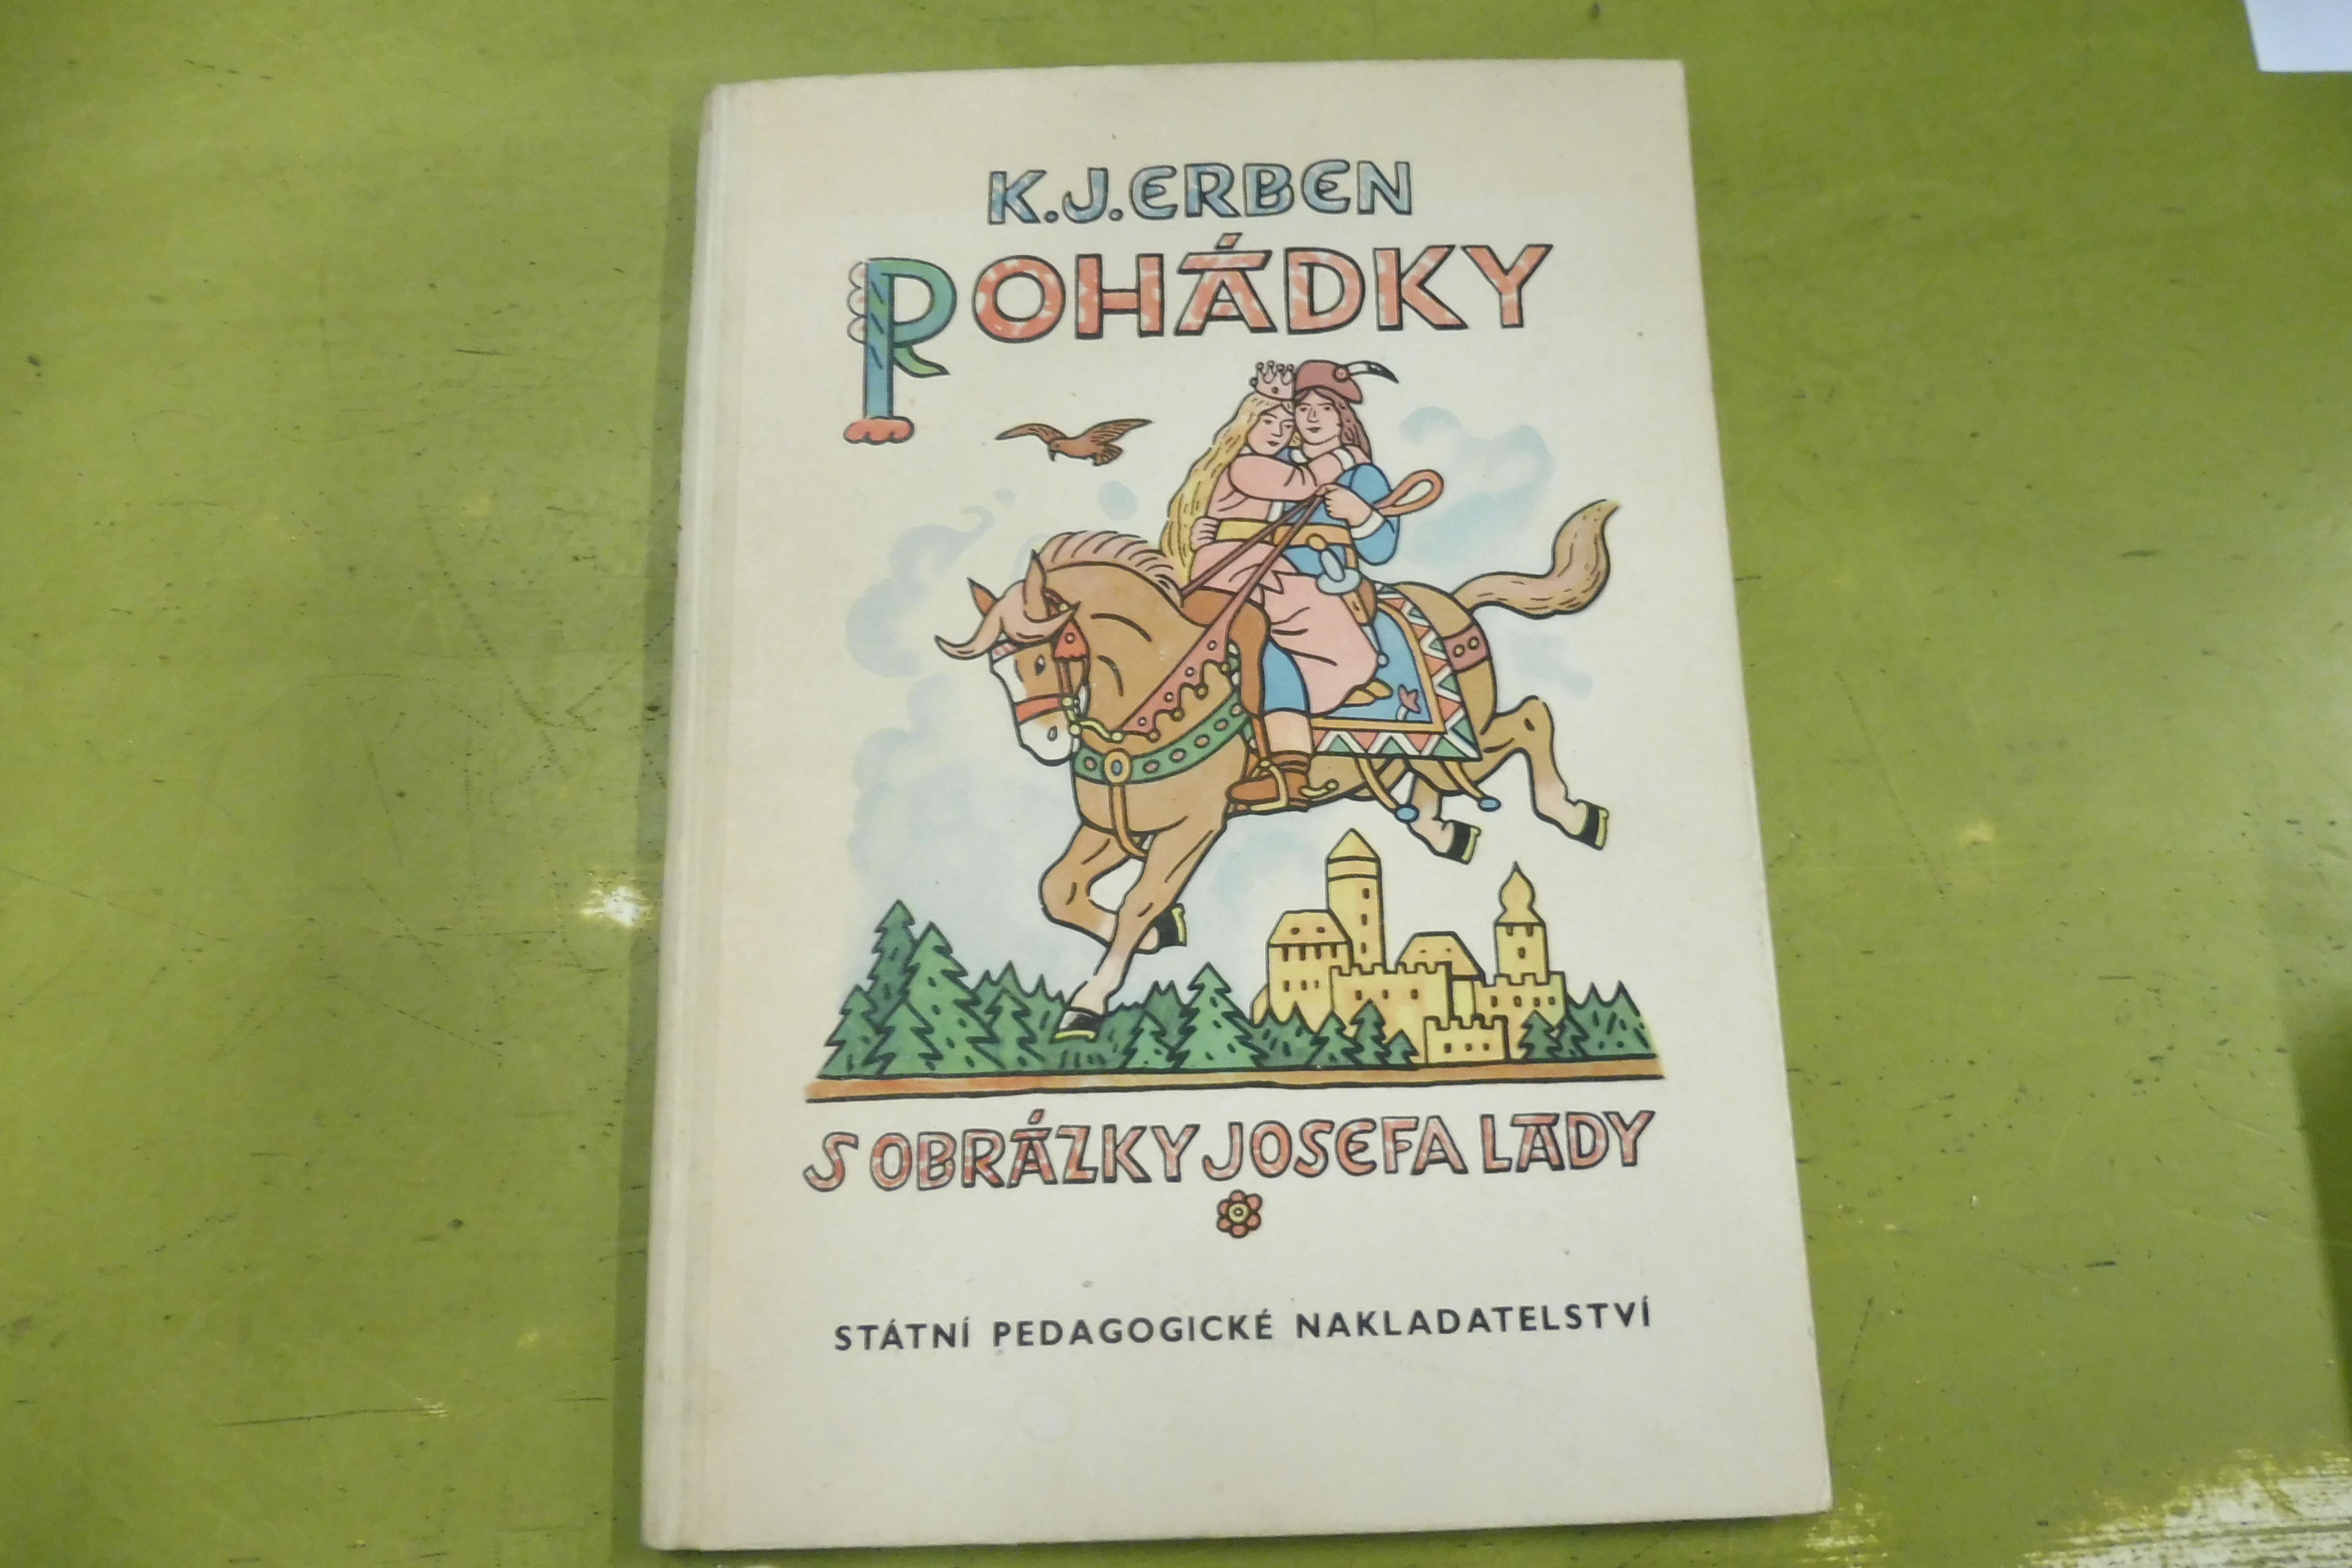 K.J.ERBEN
POHÁDKY
S OBRÁZKY JOSEFA LADY
STÁTNÍ PEDAGOGICKÉ NAKLADATELSTVÍ